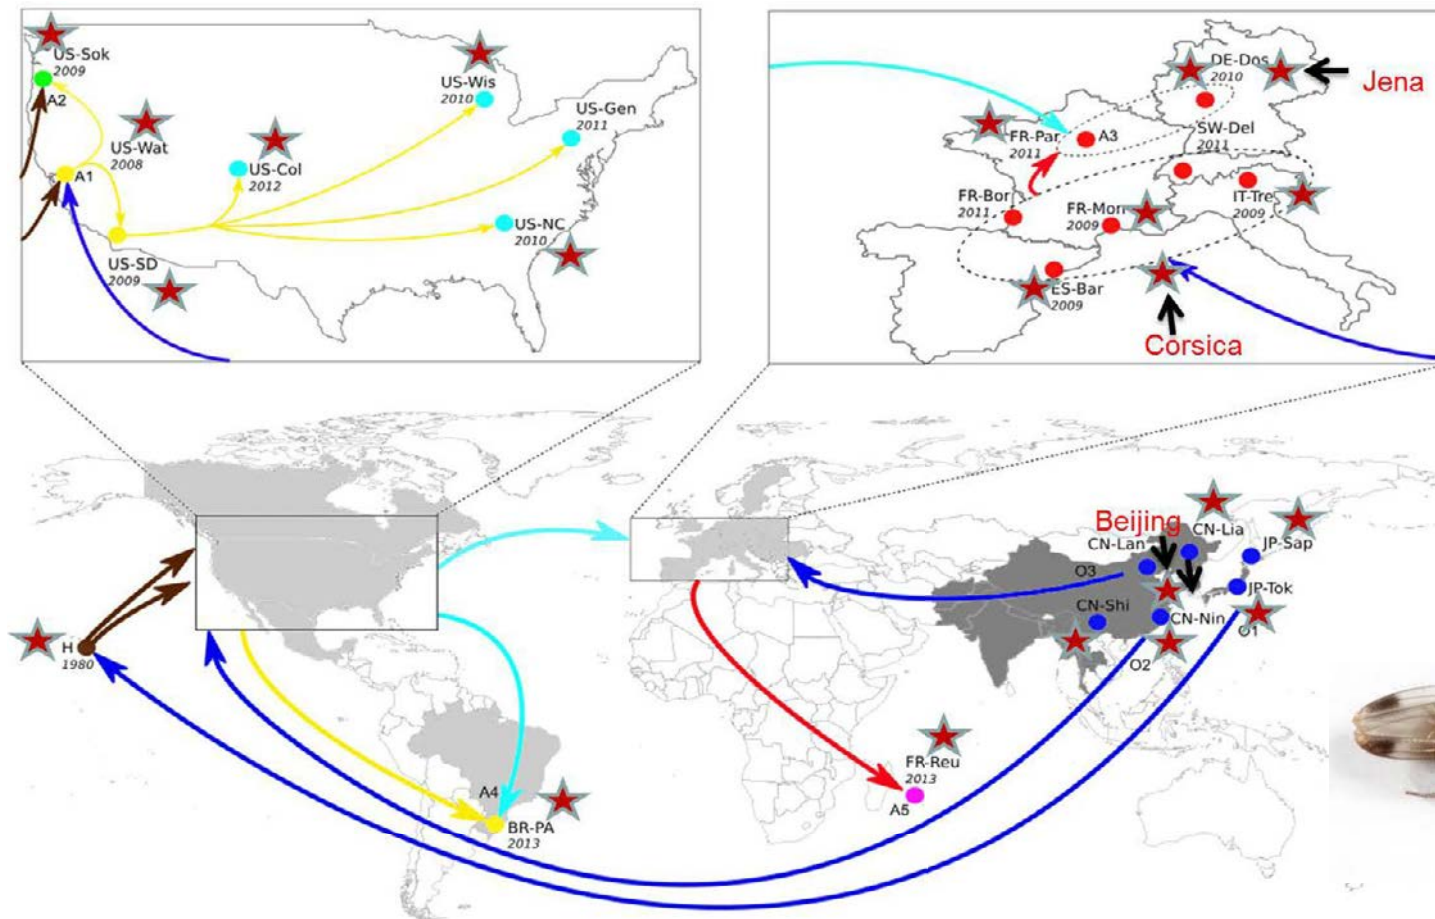 US-Sok
2009
A2
US-Wat
2008
A1
US-SD
2009
US-Col
2012
US-Wis
2010
US-Gen
2011
US-NC
2010
DE-Dos
2010
Jena
FR-Par
2011
A3
SW-Del
2011
FR-Bor
2011
FR-Mon
2009
IT-Tre
2009
ES-Bar
2009
Corsica
Beijing
CN-Lan
CN-Lia
JP-Sap
O3
JP-Tok
CN-Shi
CN-Nin
O1
O2
H
1980
FR-Reu
2013
A5
A4
BR-PA
2013